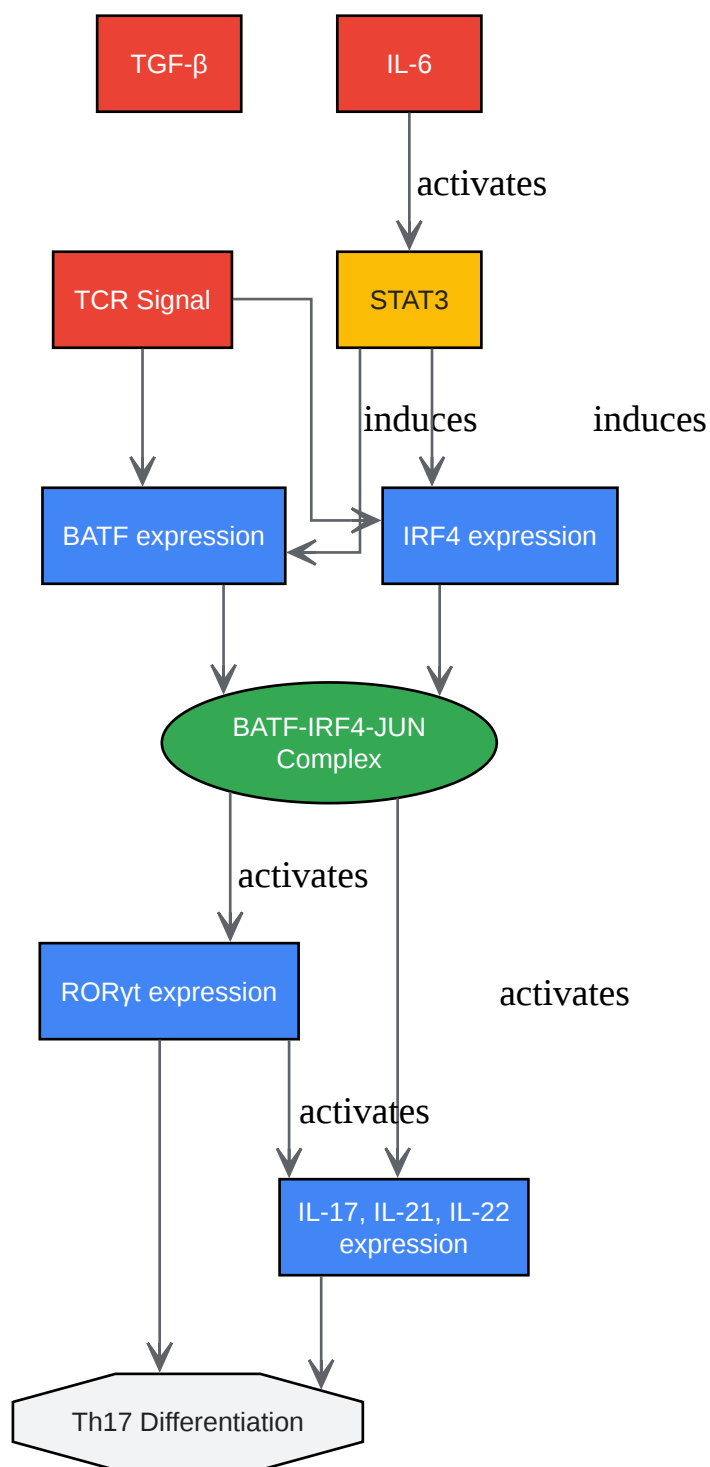 TGF-β
IL-6
activates
TCR Signal
STAT3
induces
induces
BATF expression
IRF4 expression
BATF-IRF4-JUN
Complex
activates
RORγt expression
activates
activates
IL-17, IL-21, IL-22
expression
Th17 Differentiation